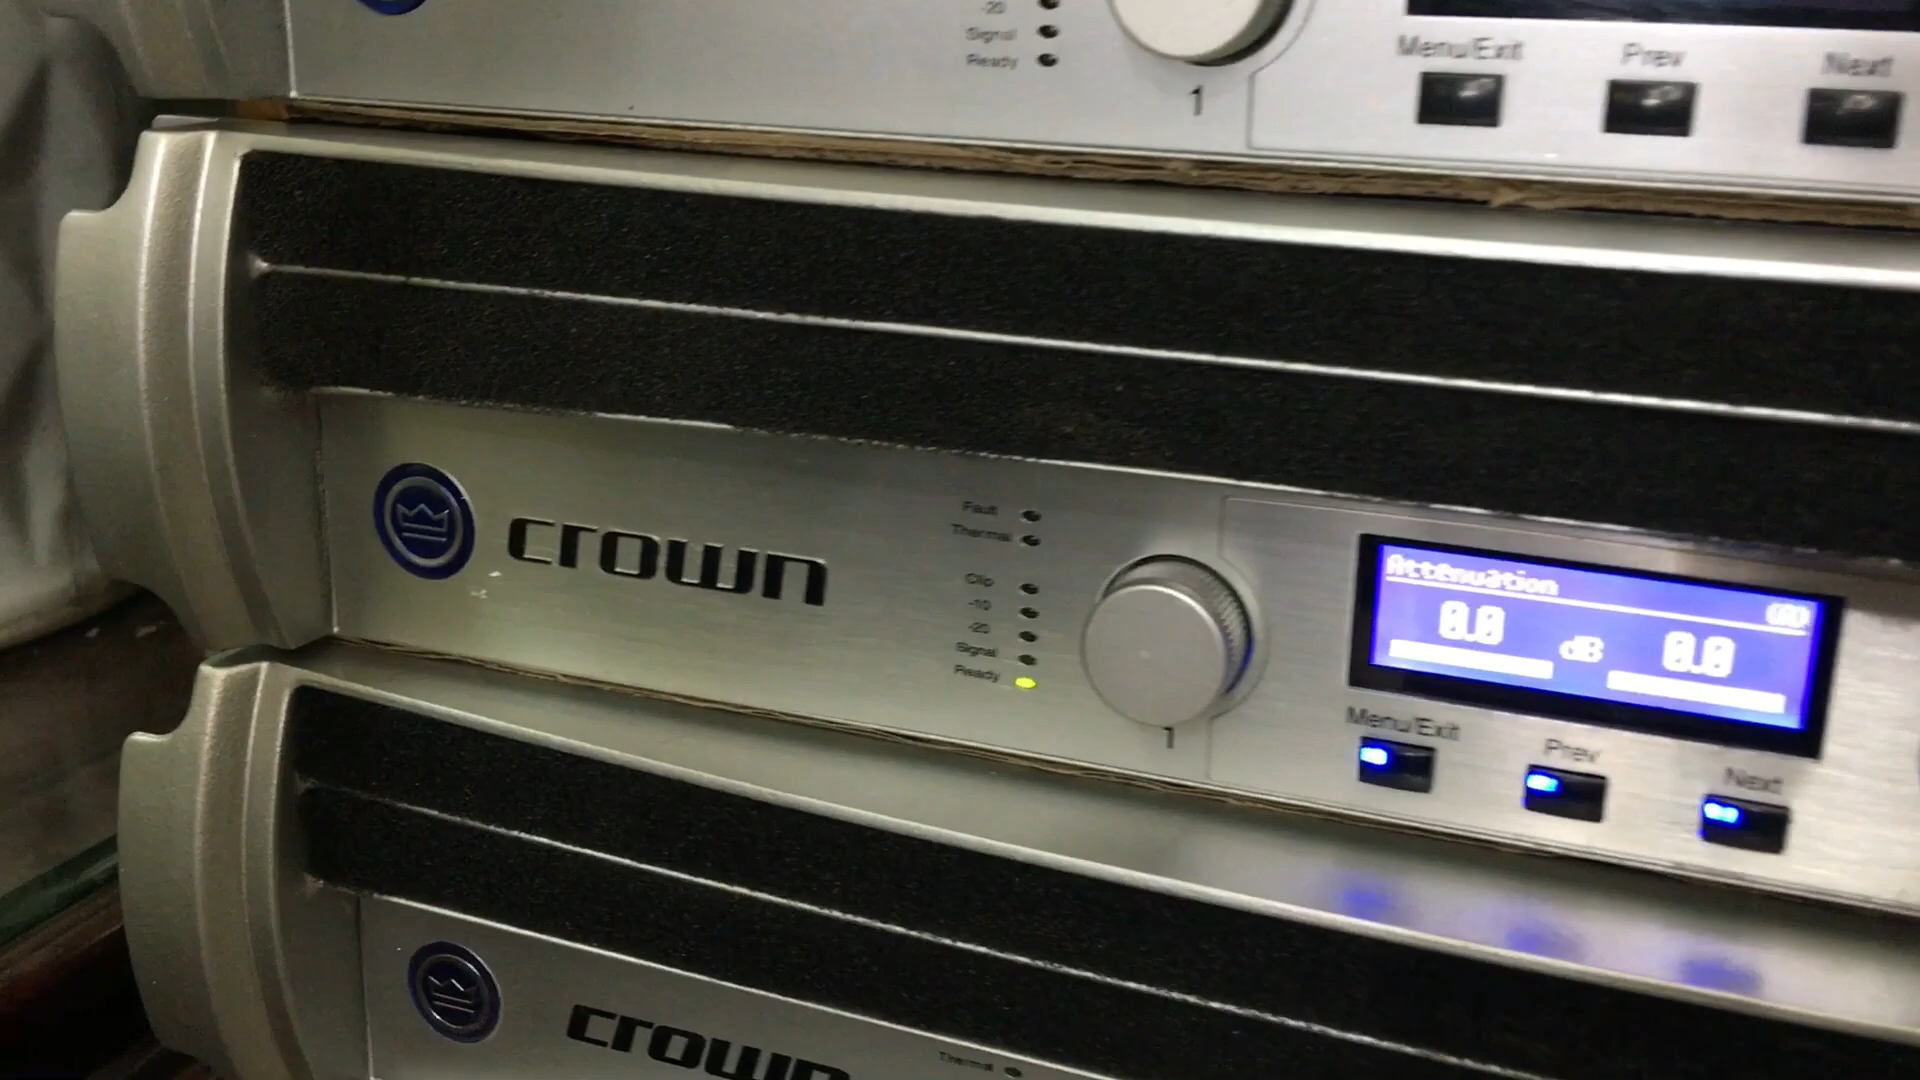 -20
Signal
Ready
1
Menu/Exit
Prev
Next
crown
Fault
Thermal
Clip
-10
-20
Signal
Ready
1
Attenuation
0.0 dB 0.0
Menu/Exit
Prev
Next
crown
Thermal